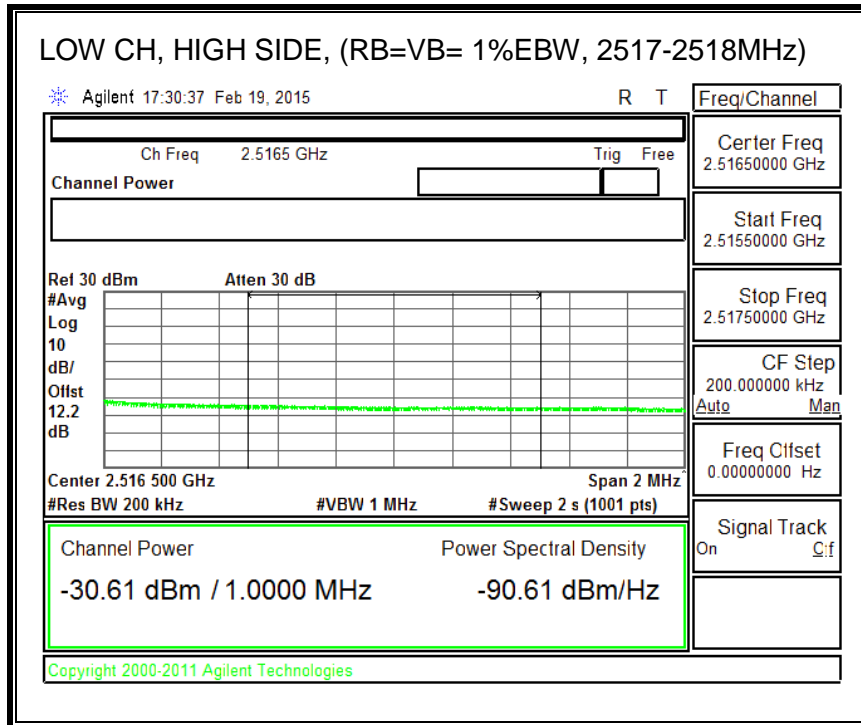 LOW CH, HIGH SIDE, (RB=VB= 1%EBW, 2517-2518MHz)
Agilent 17:30:37 Feb 19, 2015 R T
Freq/Channel
Ch Freq 2.5165 GHz Trig Free
Channel Power
Center Freq
2.51650000 GHz
Start Freq
2.51550000 GHz
Stop Freq
2.51750000 GHz
CF Step
200.000000 kHz
Auto Man
Freq Offset
0.00000000 Hz
Signal Track
On Off
Ref 30 dBm Atten 30 dB
#Avg
Log
10
dB/
Offst
12.2
dB
Center 2.516 500 GHz Span 2 MHz
#Res BW 200 kHz #VBW 1 MHz #Sweep 2 s (1001 pts)
Channel Power Power Spectral Density
-30.61 dBm / 1.0000 MHz -90.61 dBm/Hz
Copyright 2000-2011 Agilent Technologies